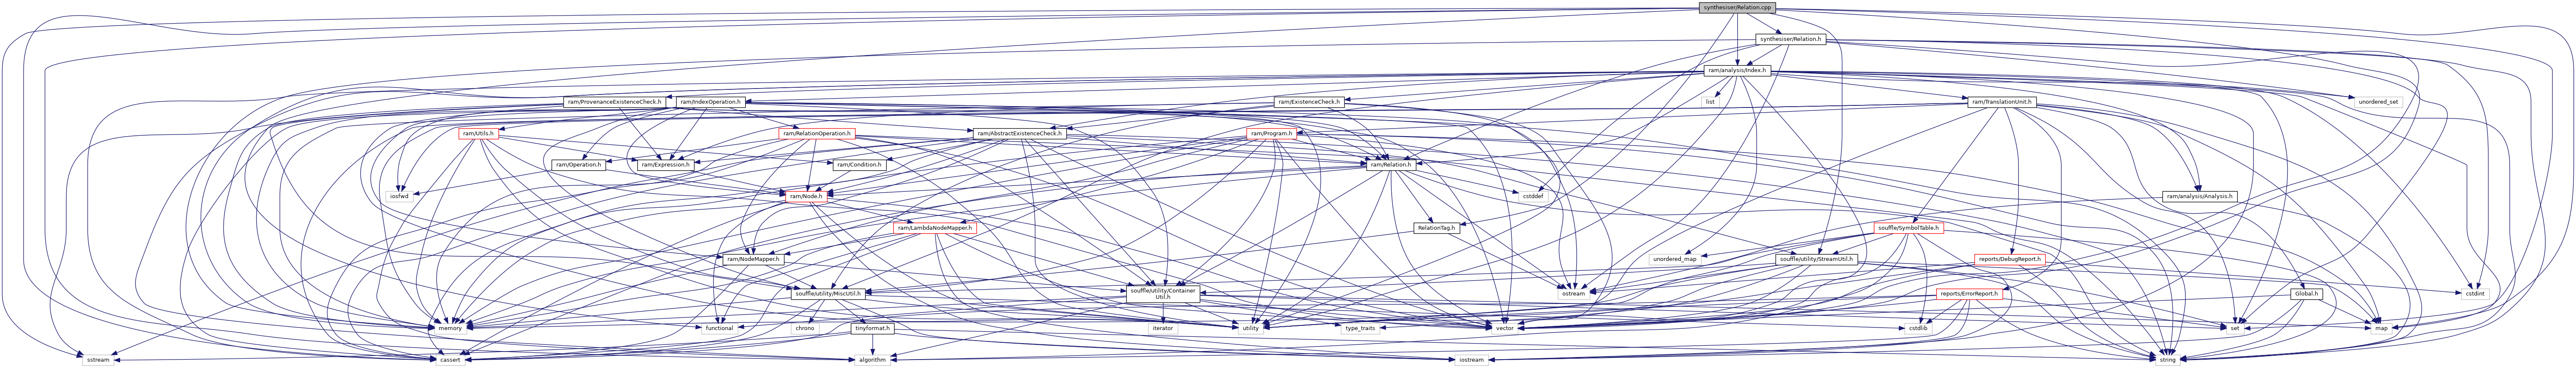 synthesiser/Relation.cpp
synthesiser/Relation.h
ram/analysis/Index.h
ram/ProvenanceExistenceCheck.h
ram/IndexOperation.h
ram/ExistenceCheck.h
list
ram/TranslationUnit.h
unordered_set
ram/Utils.h
ram/RelationOperation.h
ram/AbstractExistenceCheck.h
ram/Program.h
ram/Operation.h
ram/Expression.h
ram/Condition.h
ram/Relation.h
iosfwd
ram/Node.h
cstddef
ram/analysis/Analysis.h
ram/LambdaNodeMapper.h
RelationTag.h
souffle/SymbolTable.h
ram/NodeMapper.h
unordered_map
souffle/utility/StreamUtil.h
reports/DebugReport.h
souffle/utility/MiscUtil.h
souffle/utility/Container
Util.h
ostream
reports/ErrorReport.h
Global.h
cstdint
memory
functional
chrono
tinyformat.h
iterator
utility
type_traits
vector
cstdlib
set
map
sstream
cassert
algorithm
iostream
string